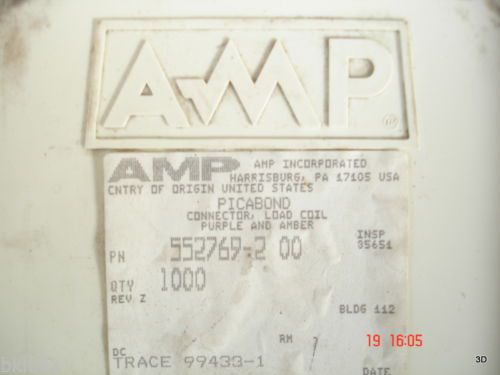 AMP
AMP AMP INCORPORATED
HARRISBURG, PA 17105 USA
CNTRY OF ORIGIN UNITED STATES
PICABOND
CONNECTOR, LOAD COIL
PURPLE AND AMBER
INSP
35651
PN 552769-2 00
QTY 1000
REV Z
BLDG 112
RM
19 16:05
DC
TRACE 99433-1
DATE
3D